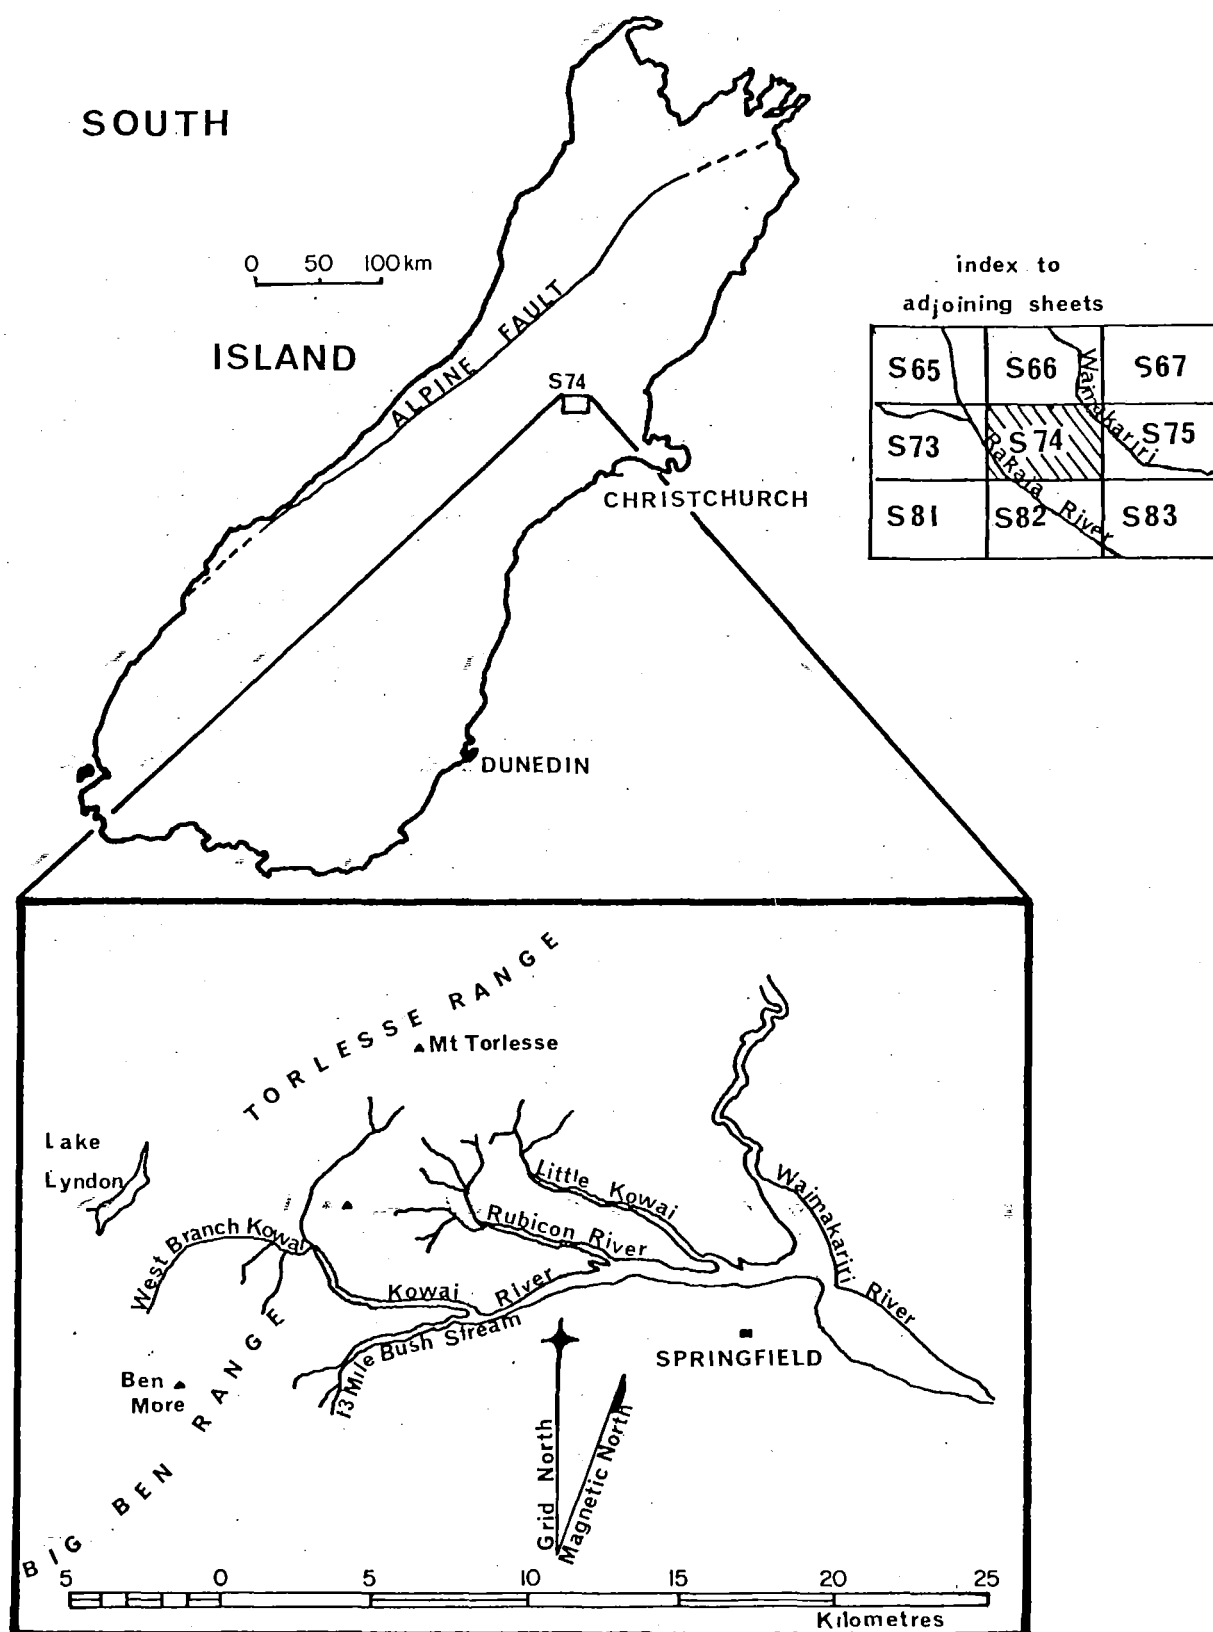 SOUTH
ISLAND
0 50 100km
ALPINE FAULT
S74
CHRISTCHURCH
DUNEDIN
index to
adjoining sheets
S65 S66 S67
S73 S74 S75
S81 S82 S83
Waimakariri
Rakaia River
TORLESSE RANGE
Mt Torlesse
Lake
Lyndon
Little Kowai
Waimakariri River
Rubicon River
West Branch Kowai
Kowai River
13 Mile Bush Stream
SPRINGFIELD
Ben
More
BIG BEN RANGE
Grid North
Magnetic North
5 0 5 10 15 20 25
Kilometres